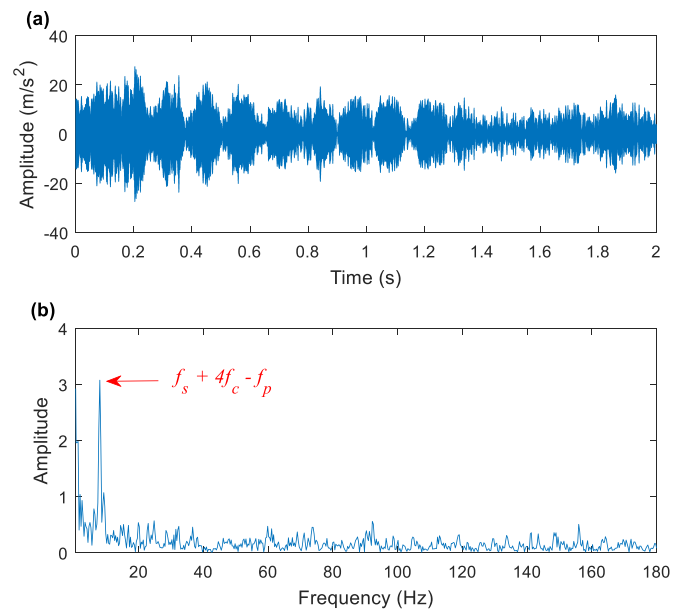 (a)
Amplitude (m/s²)
40
20
0
-20
-40
0 0.2 0.4 0.6 0.8 1 1.2 1.4 1.6 1.8 2
Time (s)
(b)
Amplitude
4
3
2
1
0
fs + 4fc - fp
20 40 60 80 100 120 140 160 180
Frequency (Hz)